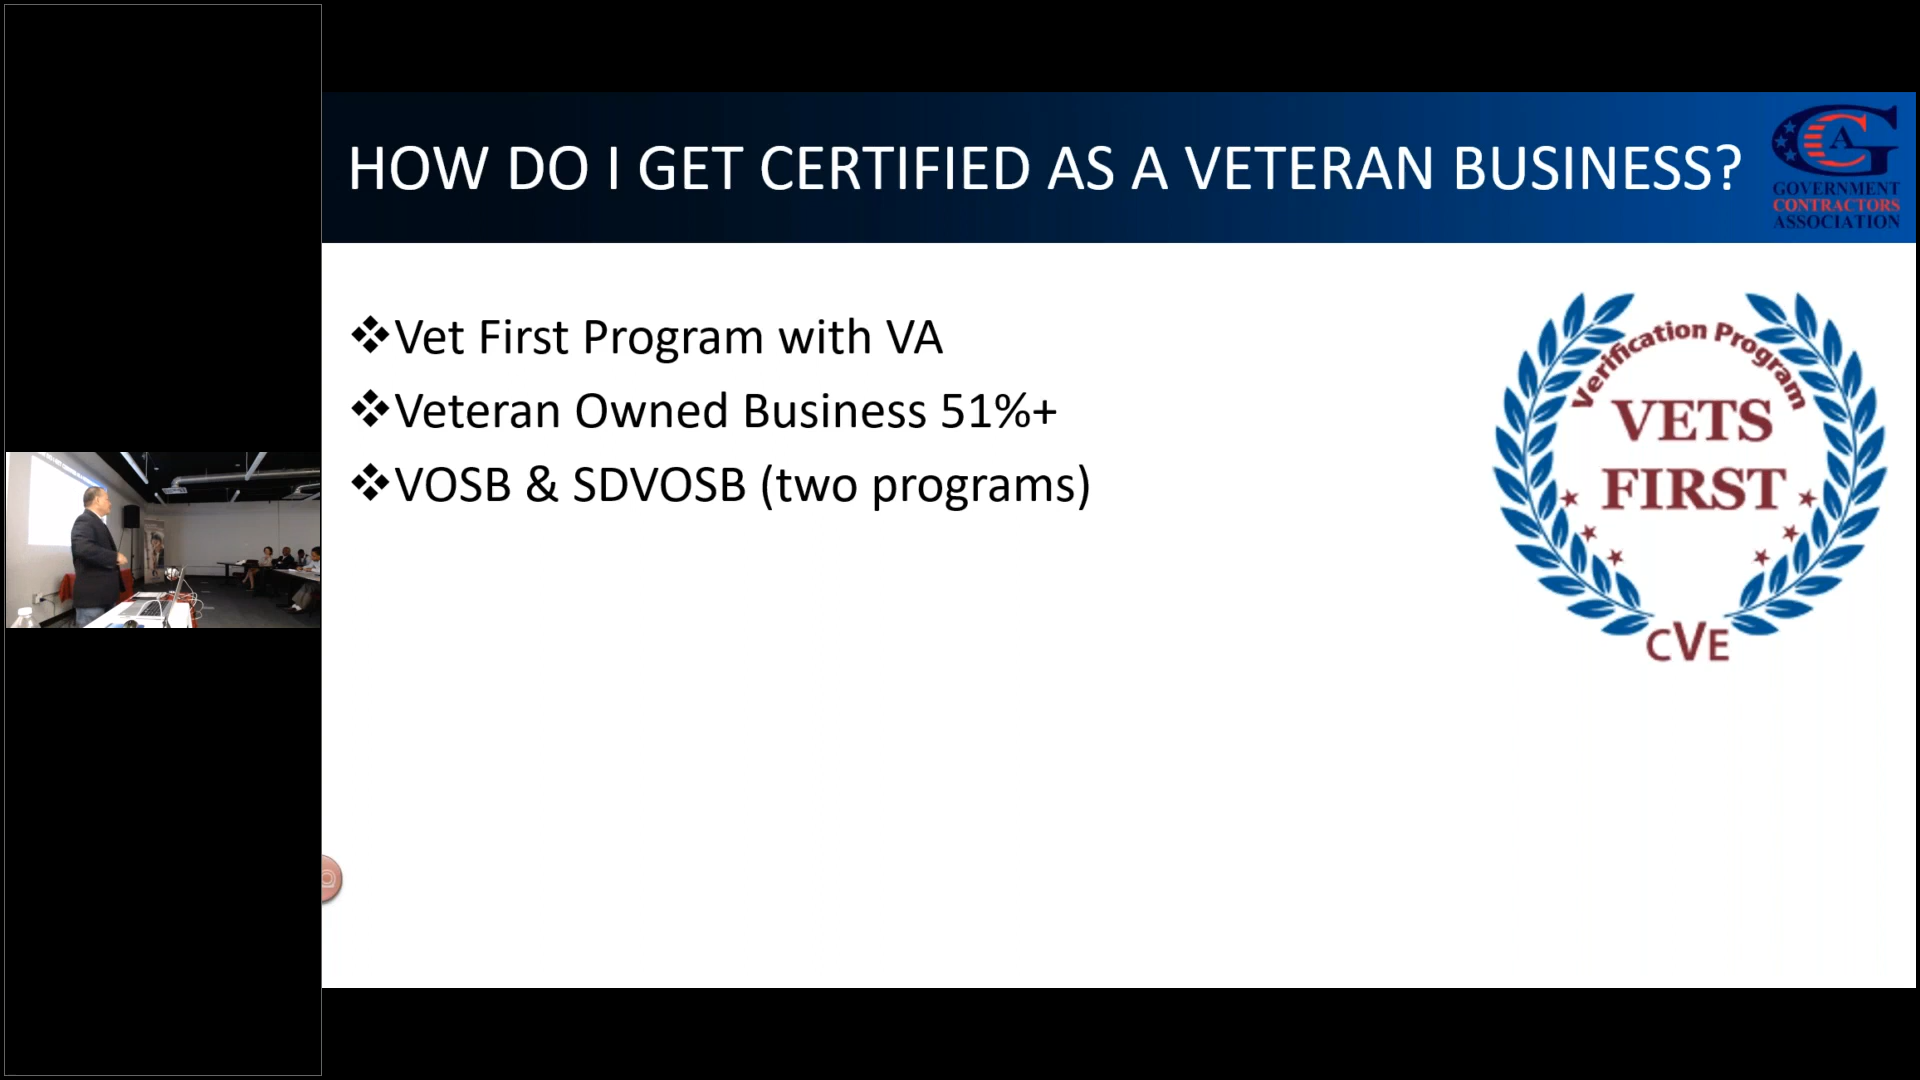 HOW DO I GET CERTIFIED AS A VETERAN BUSINESS?
GCA
GOVERNMENT
CONTRACTORS
ASSOCIATION
❖Vet First Program with VA
❖Veteran Owned Business 51%+
❖VOSB & SDVOSB (two programs)
Verification Program
VETS
FIRST
CVE